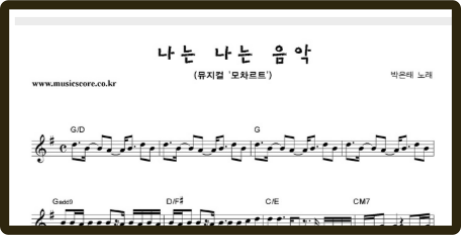 나는 나는 음악
(뮤지컬 '모차르트')
박은태 노래
www.musicscore.co.kr
G/D G
Gadd9 D/F# C/E CM7